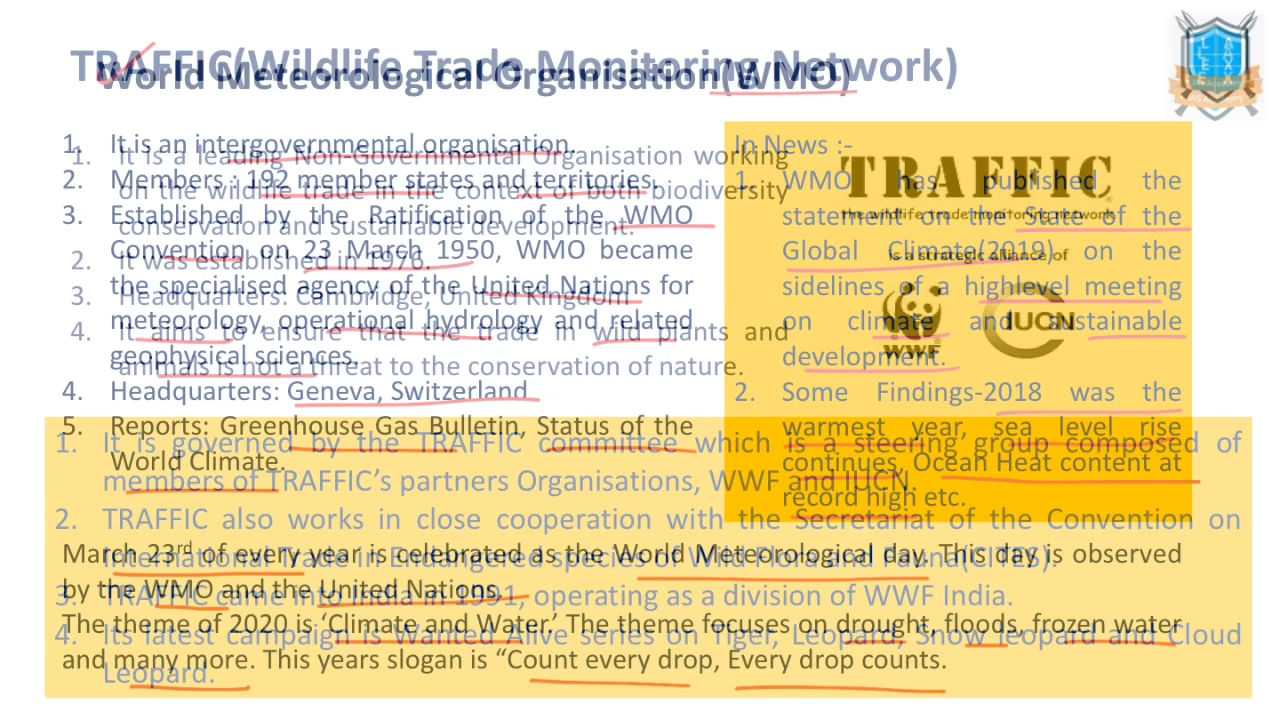 TRAFFIC(Wildlife Trade Monitoring Network)
World Meteorological Organisation(WMO)
1. It is an intergovernmental organisation.
2. Members : 192 member states and territories.
3. Established by the Ratification of the WMO
Convention on 23 March 1950, WMO became
the specialised agency of the United Nations for
meteorology, operational hydrology and related
geophysical sciences.
4. Headquarters: Geneva, Switzerland
5. Reports: Greenhouse Gas Bulletin, Status of the
World Climate.
In News :-
1. WMO has published the
statement on the State of the
Global Climate(2019) on the
sidelines of a highlevel meeting
on climate and sustainable
development.
2. Some Findings-2018 was the
warmest year, sea level rise
continues, Ocean Heat content at
record high etc.
March 23rd of every year is celebrated as the World Meteorological day. This day is observed
by the WMO and the United Nations.
The theme of 2020 is ‘Climate and Water.’ The theme focuses on drought, floods, frozen water
and many more. This years slogan is “Count every drop, Every drop counts.
1. It is a leading Non-Governmental Organisation working
on the wildlife trade in the context of both biodiversity
conservation and sustainable development.
2. It was established in 1976.
3. Headquarters: Cambridge, United Kingdom
4. It aims to ensure that the trade in wild plants and
animals is not a threat to the conservation of nature.
TRAFFIC
the wildlife trade monitoring network
is a strategic alliance of
WWF
IUCN
1. It is governed by the TRAFFIC committee which is a steering group composed of
members of TRAFFIC’s partners Organisations, WWF and IUCN.
2. TRAFFIC also works in close cooperation with the Secretariat of the Convention on
International Trade in Endangered species of Wild Flora and Fauna(CITES).
3. TRAFFIC came into India in 1991, operating as a division of WWF India.
4. Its latest campaign is Wanted Alive series on Tiger, Leopard, Snow leopard and Cloud
Leopard.